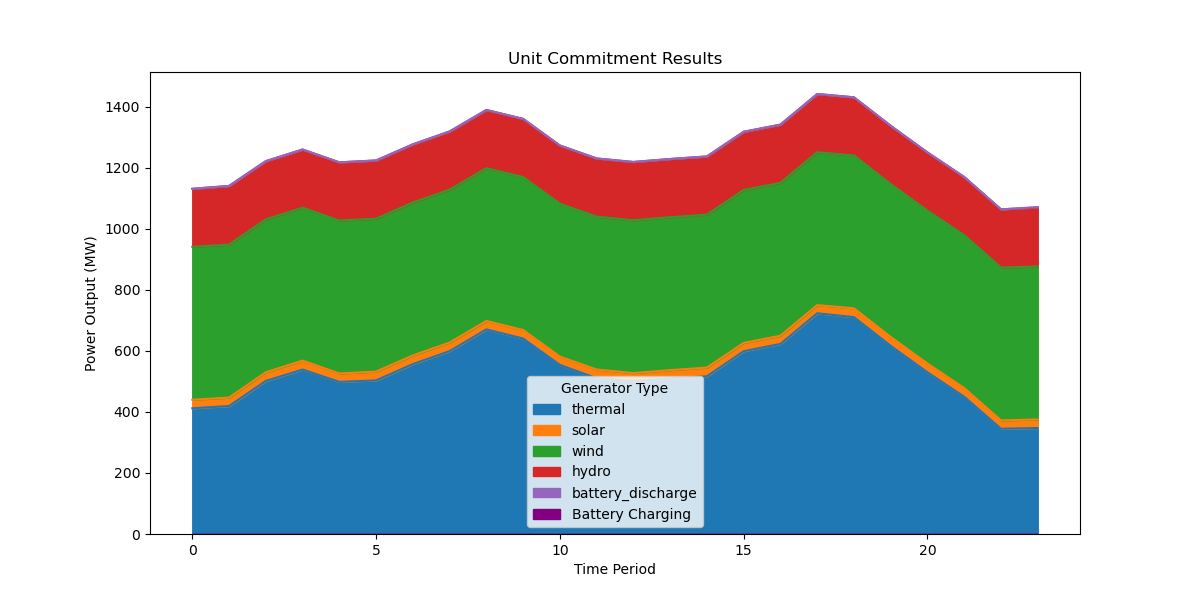 Unit Commitment Results
Power Output (MW)
1400
1200
1000
800
600
400
200
0
Generator Type
thermal
solar
wind
hydro
battery_discharge
Battery Charging
0 5 10 15 20
Time Period